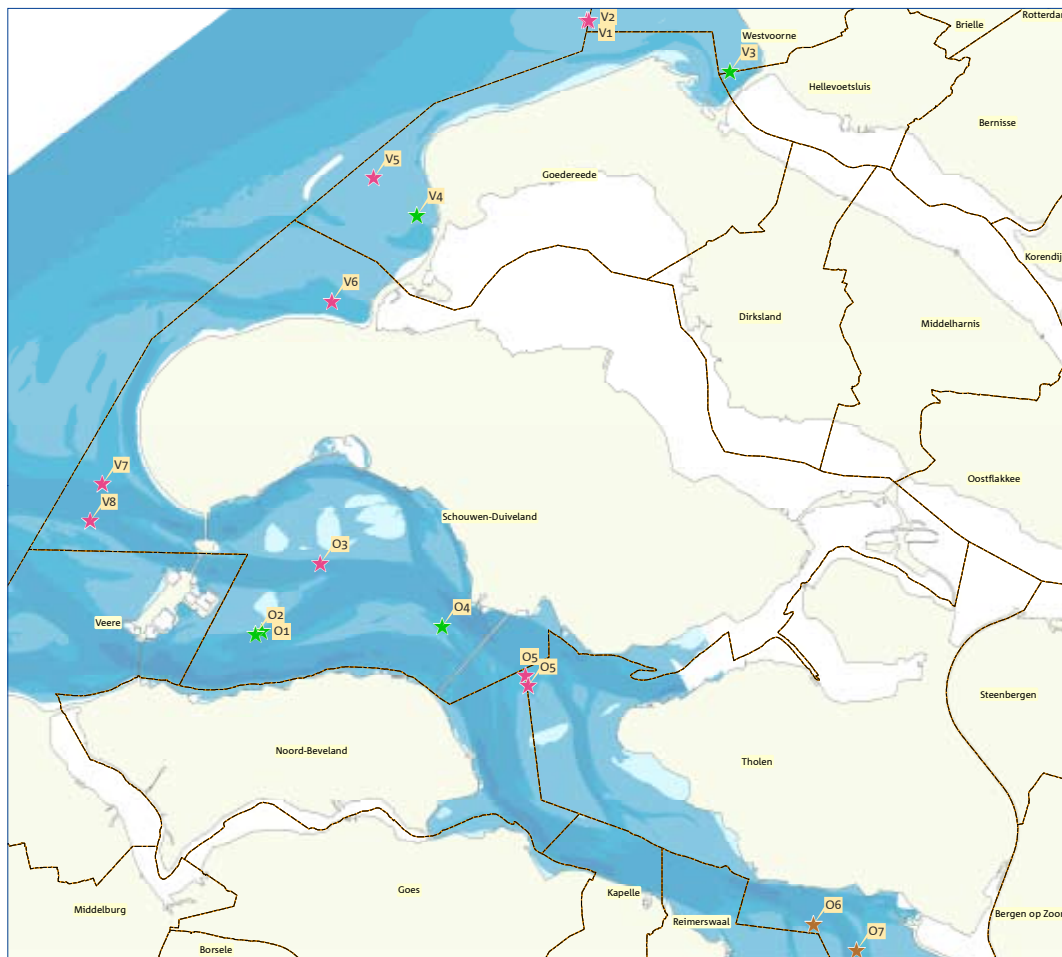 Rotterdam
V2
Brielle
V1
Westvoorne
V3
Hellevoetsluis
Bernisse
V5
Goedereede
V4
Korendij
V6
Dirksland
Middelharnis
V7
Oostflakkee
V8
Schouwen-Duiveland
O3
O4
O2
Veere
O1
O5
O5
Steenbergen
Noord-Beveland
Tholen
Goes
Kapelle
O6
Middelburg
Bergen op Zoo
Reimerswaal
O7
Borsele